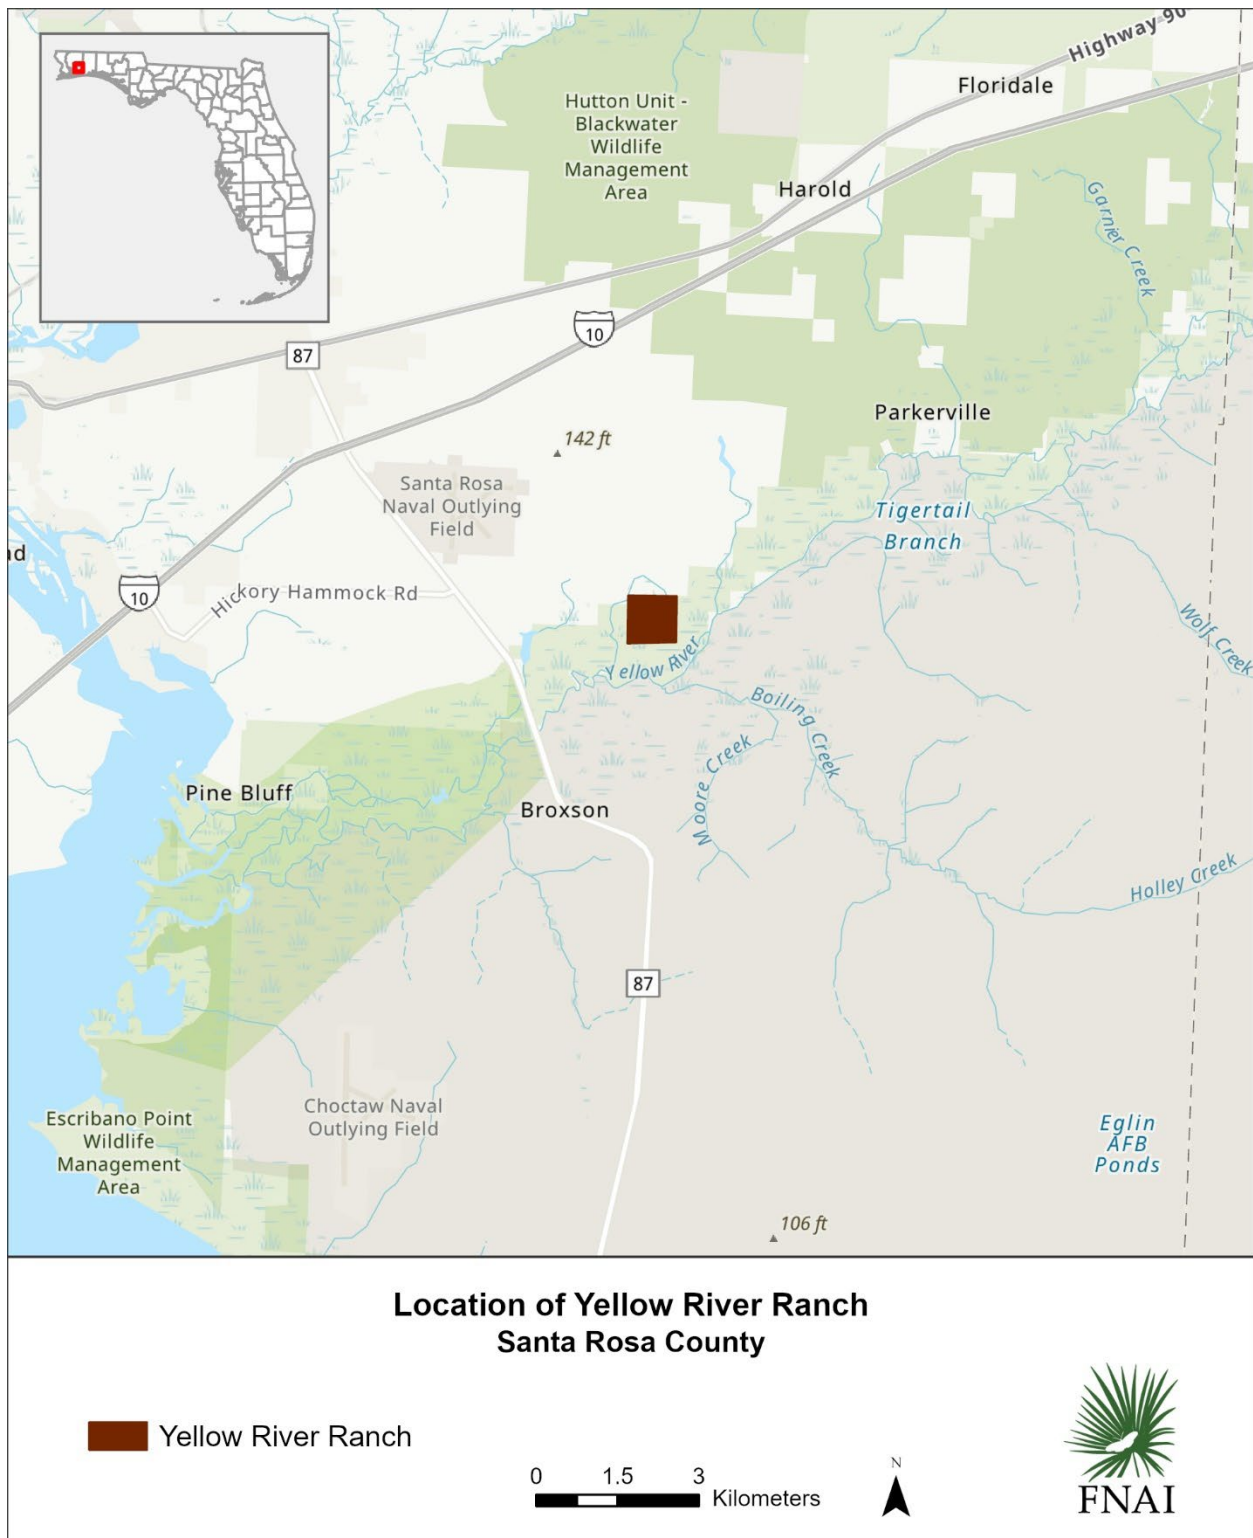 Highway 90
Floridale
Hutton Unit -
Blackwater
Wildlife
Management
Area
Harold
Garnier Creek
10
87
Parkerville
142 ft
Santa Rosa
Naval Outlying
Field
Tigertail
Branch
ad
10
Hickory Hammock Rd
Wolf Creek
Yellow River
Boiling Creek
Moore Creek
Pine Bluff
Broxson
Holley Creek
87
Choctaw Naval
Outlying Field
Escribano Point
Wildlife
Management
Area
Eglin
AFB
Ponds
106 ft
Location of Yellow River Ranch
Santa Rosa County
Yellow River Ranch
0 1.5 3
Kilometers
N
FNAI